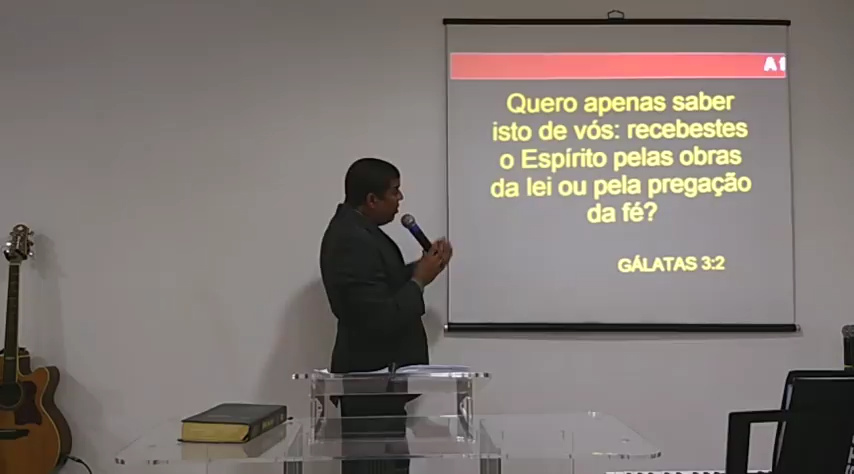 Quero apenas saber
isto de vós: recebestes
o Espírito pelas obras
da lei ou pela pregação
da fé?
GÁLATAS 3:2